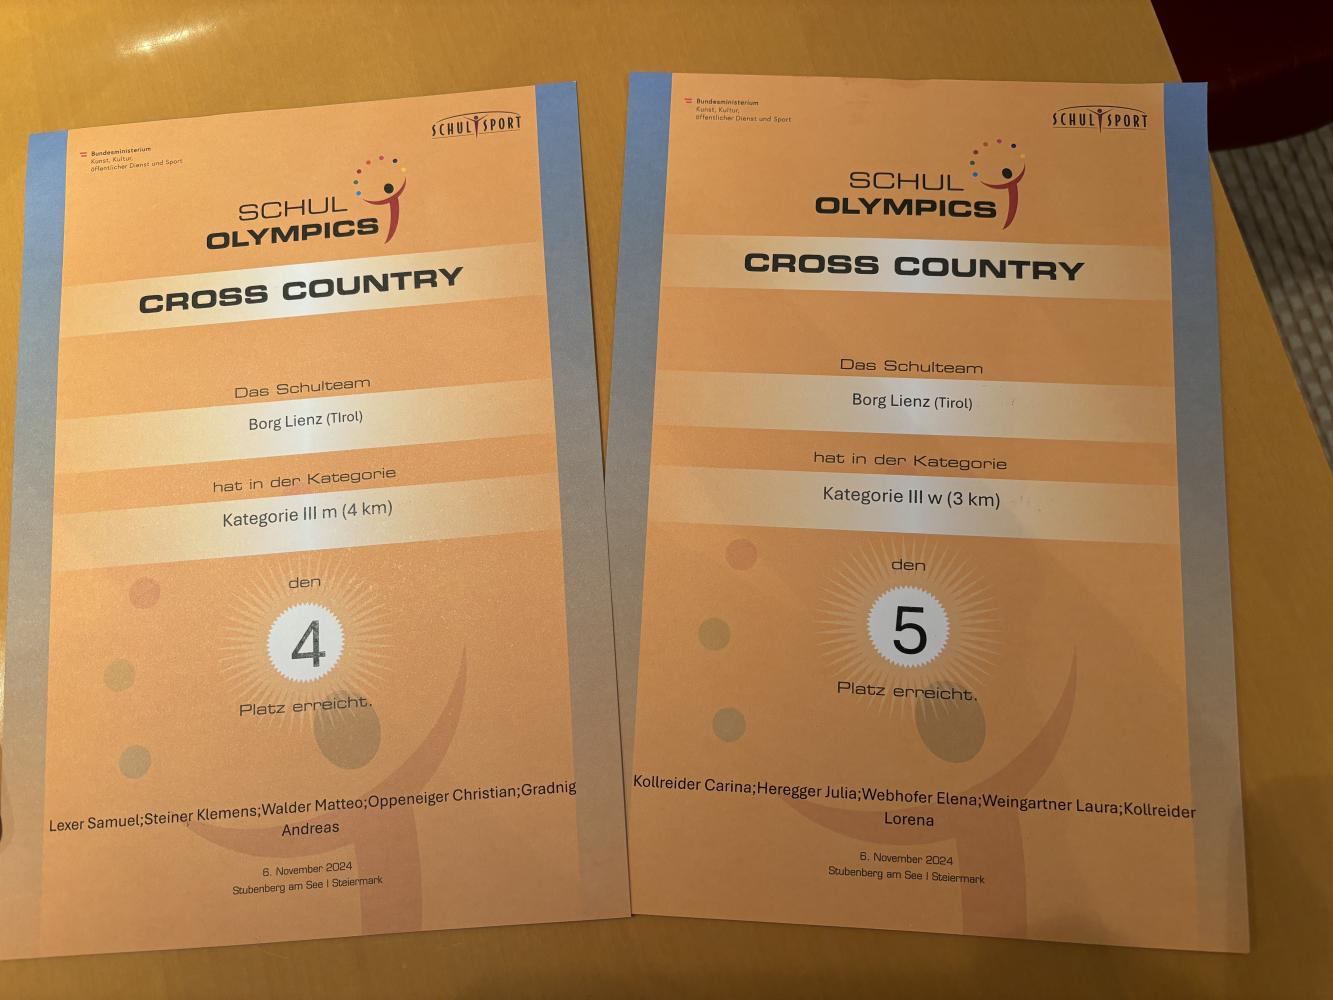 Bundesministerium
Kunst, Kultur,
öffentlicher Dienst und Sport
SCHUL SPORT
SCHUL
OLYMPICS
CROSS COUNTRY
Das Schulteam
Borg Lienz (TIrol)
hat in der Kategorie
Kategorie III m (4 km)
den
4
Platz erreicht.
Lexer Samuel;Steiner Klemens;Walder Matteo;Oppeneiger Christian;Gradnig
Andreas
6. November 2024
Stubenberg am See | Steiermark
Bundesministerium
Kunst, Kultur,
öffentlicher Dienst und Sport
SCHUL SPORT
SCHUL
OLYMPICS
CROSS COUNTRY
Das Schulteam
Borg Lienz (Tirol)
hat in der Kategorie
Kategorie III w (3 km)
den
5
Platz erreicht.
Kollreider Carina;Heregger Julia;Webhofer Elena;Weingartner Laura;Kollreider
Lorena
6. November 2024
Stubenberg am See | Steiermark